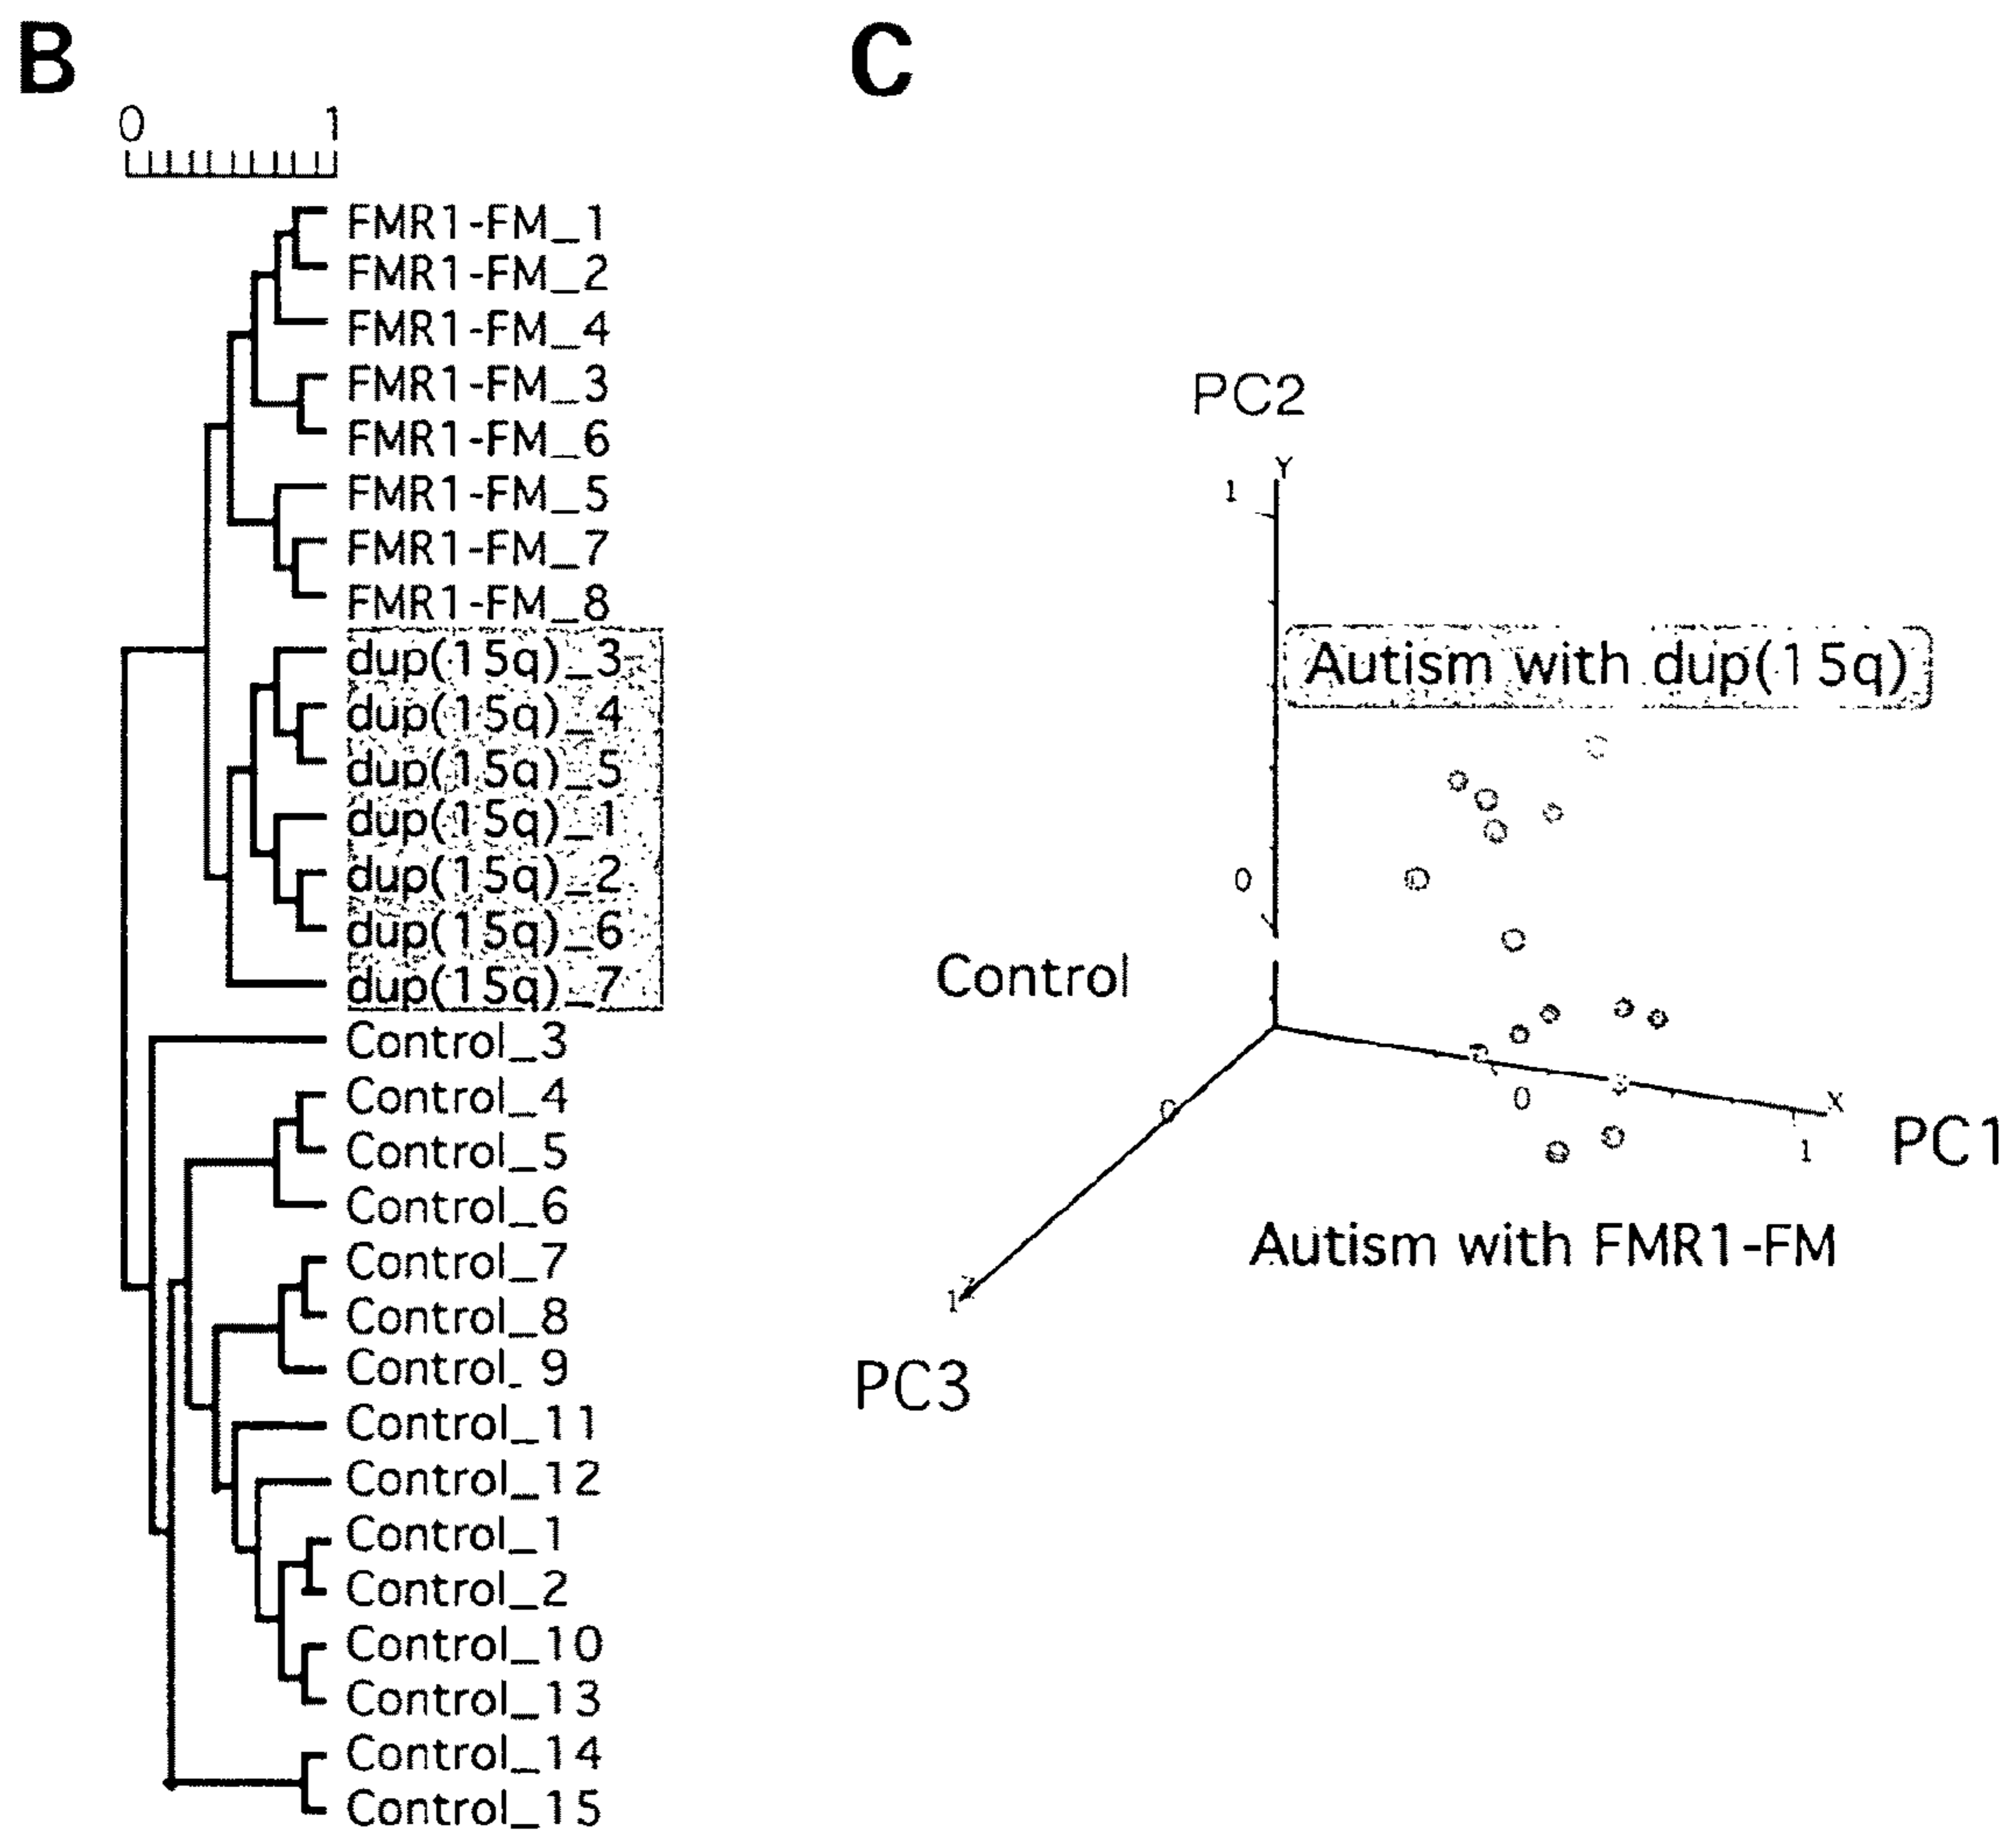 B
0 1
FMR1-FM_1
FMR1-FM_2
FMR1-FM_4
FMR1-FM_3
FMR1-FM_6
FMR1-FM_5
FMR1-FM_7
FMR1-FM_8
dup(15q)_3
dup(15q)_4
dup(15q)_5
dup(15q)_1
dup(15q)_2
dup(15q)_6
dup(15q)_7
Control_3
Control_4
Control_5
Control_6
Control_7
Control_8
Control_9
Control_11
Control_12
Control_1
Control_2
Control_10
Control_13
Control_14
Control_15
C
PC2
Y
1
Autism with dup(15q)
0
Control
0
0
X
1
PC1
Autism with FMR1-FM
1
PC3